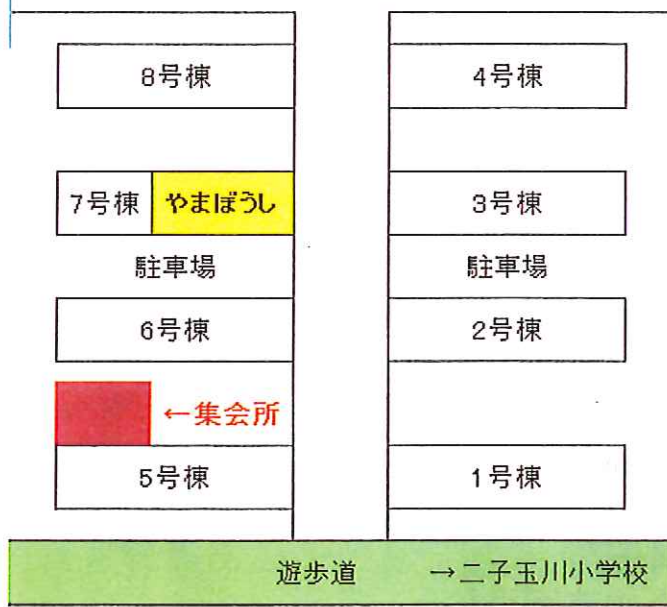 8号棟
4号棟
7号棟 やまぼうし
3号棟
駐車場
駐車場
6号棟
2号棟
←集会所
5号棟
1号棟
遊歩道 →二子玉川小学校